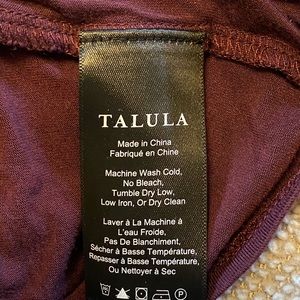 TALULA
Made in China
Fabriqué en Chine
Machine Wash Cold,
No Bleach,
Tumble Dry Low,
Low Iron, Or Dry Clean
Laver À La Machine À
L'eau Froide,
Pas De Blanchiment,
Sécher à Basse Température,
Repasser à Basse Température,
Ou Nettoyer à Sec